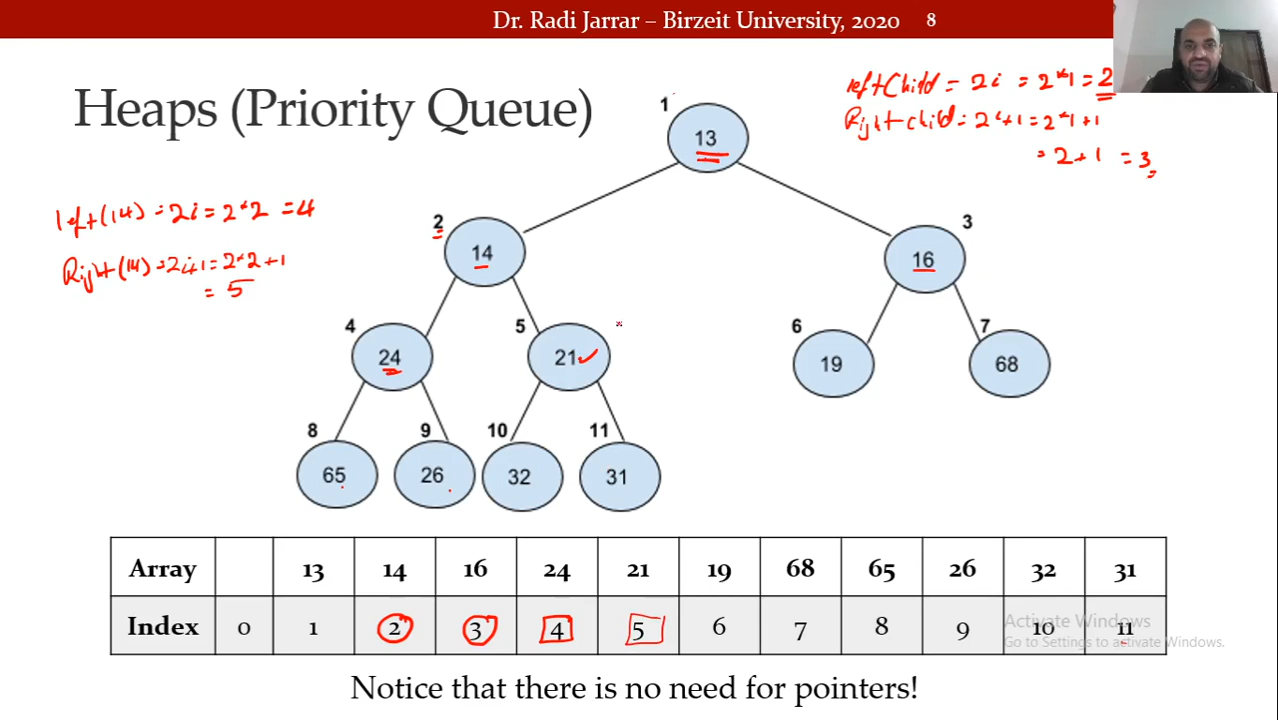 Dr. Radi Jarrar – Birzeit University, 2020 8
Heaps (Priority Queue)
leftChild = 2i = 2*1 = 2
Rightchild = 2i+1 = 2*1+1
= 2+1 = 3
left(14) = 2i = 2*2 = 4
Right(14) = 2i+1 = 2*2+1
= 5
1
13
2
14
3
16
4
24
5
21
6
19
7
68
8
65
9
26
10
32
11
31
Array 13 14 16 24 21 19 68 65 26 32 31
Index 0 1 2 3 4 5 6 7 8 9 10 11
Activate Windows
Go to Settings to activate Windows.
Notice that there is no need for pointers!